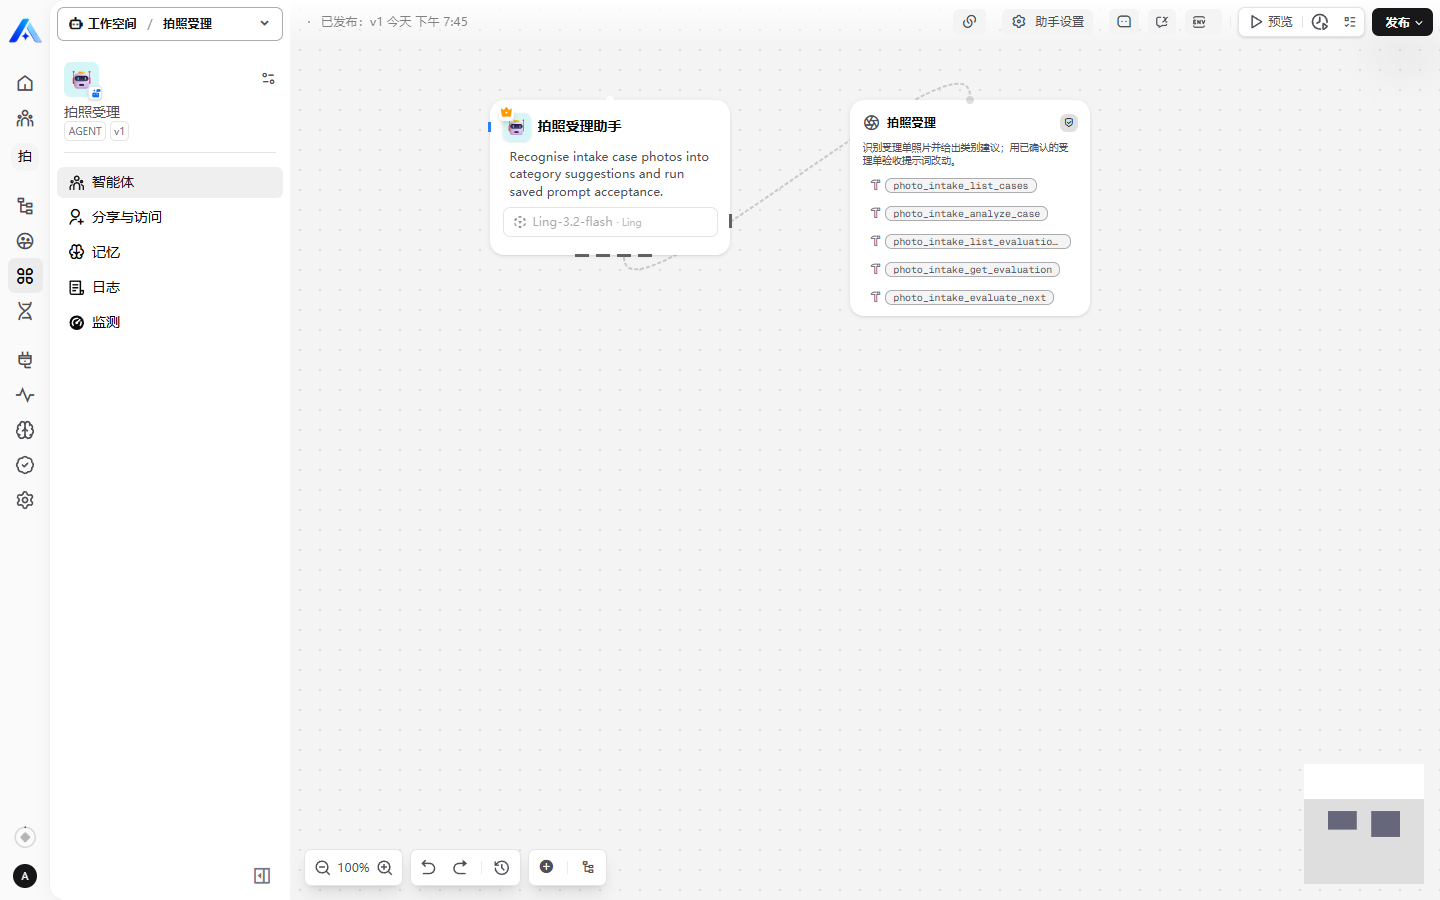 工作空间 / 拍照受理
· 已发布：v1 今天 下午 7:45
助手设置
ENV
预览
发布
拍照受理
AGENT v1
拍
智能体
分享与访问
记忆
日志
监测
拍照受理助手
Recognise intake case photos into
category suggestions and run
saved prompt acceptance.
Ling-3.2-flash · Ling
拍照受理
识别受理单照片并给出类别建议；用已确认的受
理单验收提示词改动。
photo_intake_list_cases
photo_intake_analyze_case
photo_intake_list_evaluatio…
photo_intake_get_evaluation
photo_intake_evaluate_next
100%
A